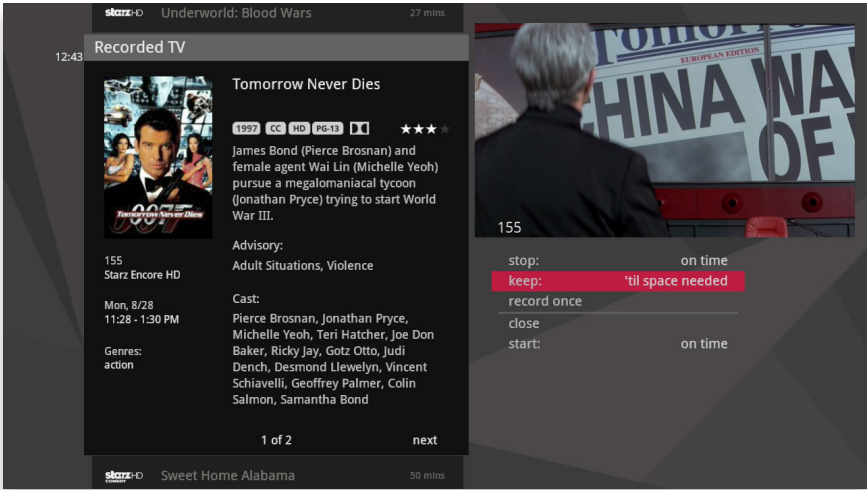 starz HD Underworld: Blood Wars 27 mins
12:43
Recorded TV
Tomorrow Never Dies
1997 CC HD PG-13
James Bond (Pierce Brosnan) and
female agent Wai Lin (Michelle Yeoh)
pursue a megalomaniacal tycoon
(Jonathan Pryce) trying to start World
War III.
Advisory:
Adult Situations, Violence
Cast:
Pierce Brosnan, Jonathan Pryce,
Michelle Yeoh, Teri Hatcher, Joe Don
Baker, Ricky Jay, Gotz Otto, Judi
Dench, Desmond Llewelyn, Vincent
Schiavelli, Geoffrey Palmer, Colin
Salmon, Samantha Bond
1 of 2 next
007
Tomorrow Never Dies
155
Starz Encore HD
Mon, 8/28
11:28 - 1:30 PM
Genres:
action
Tomorrow
EUROPEAN EDITION
CHINA WA
OF
155
stop: on time
keep: 'til space needed
record once
close
start: on time
starz HD Sweet Home Alabama 50 mins
COMEDY